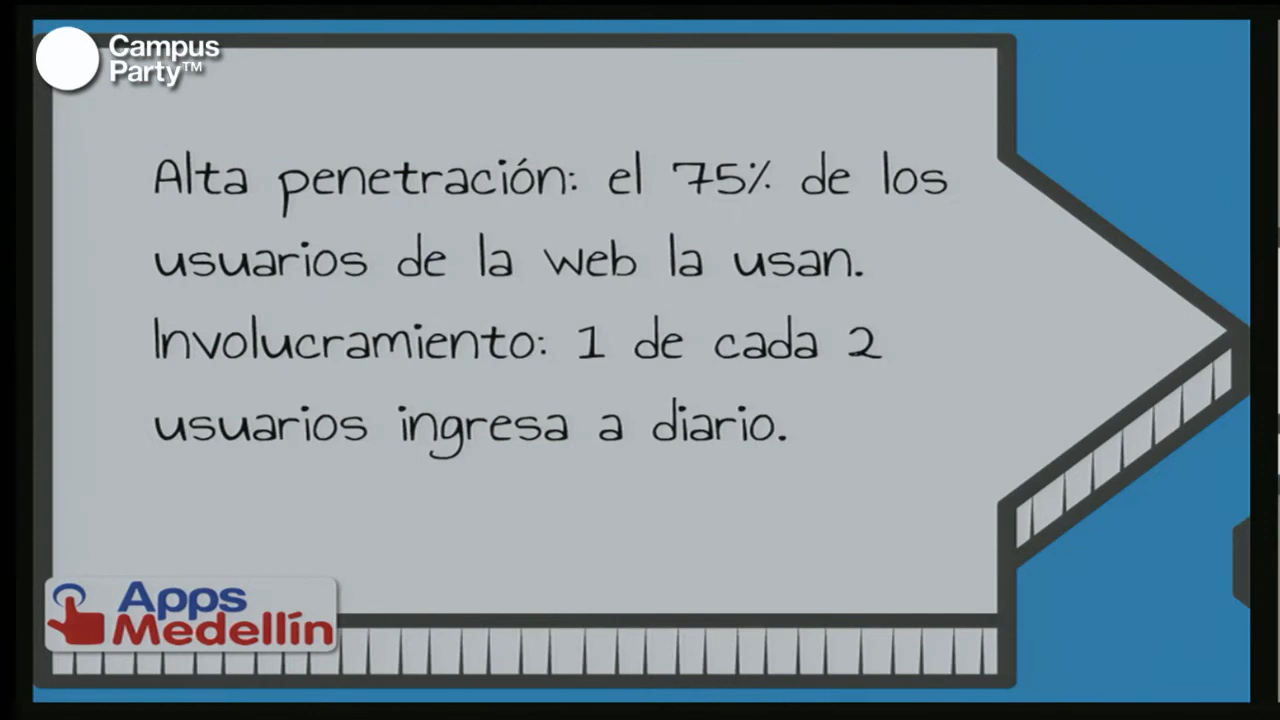 Campus
Party™
Alta penetración: el 75% de los
usuarios de la web la usan.
Involucramiento: 1 de cada 2
usuarios ingresa a diario.
Apps
Medellín